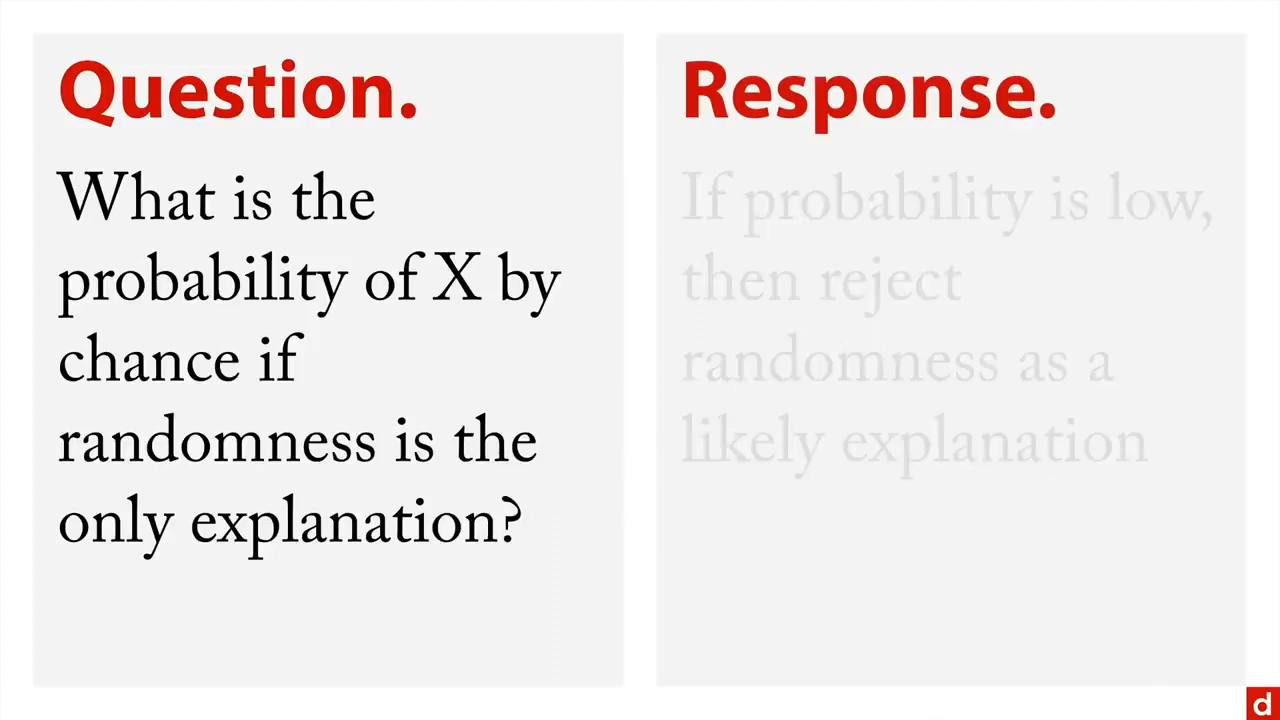 Question.
What is the
probability of X by
chance if
randomness is the
only explanation?
Response.
If probability is low,
then reject
randomness as a
likely explanation
d